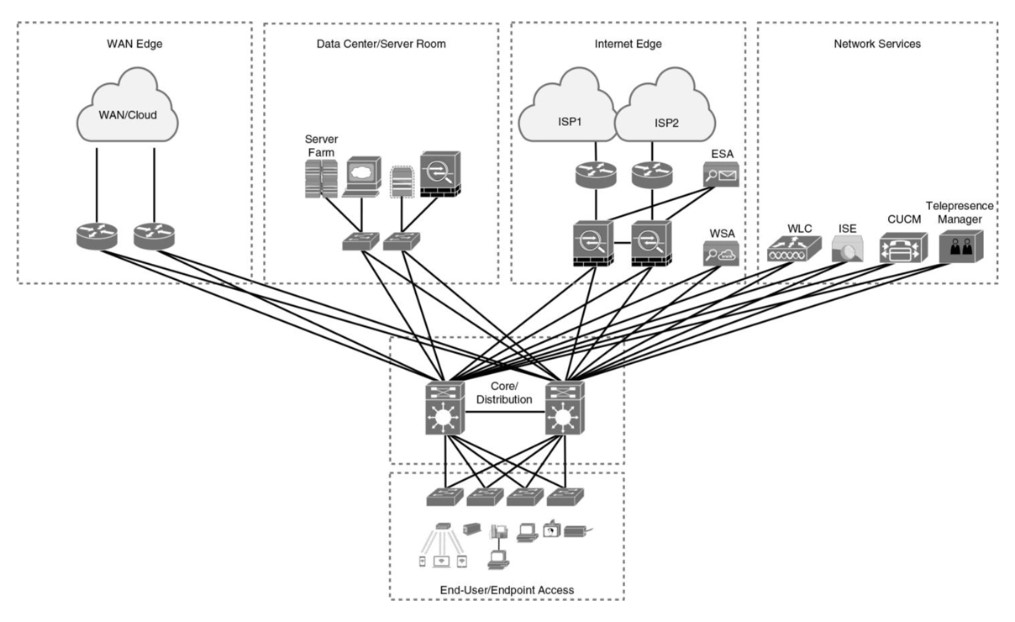 WAN Edge
Data Center/Server Room
Internet Edge
Network Services
WAN/Cloud
ISP1
ISP2
Server
Farm
ESA
WSA
WLC
ISE
CUCM
Telepresence
Manager
Core/
Distribution
End-User/Endpoint Access